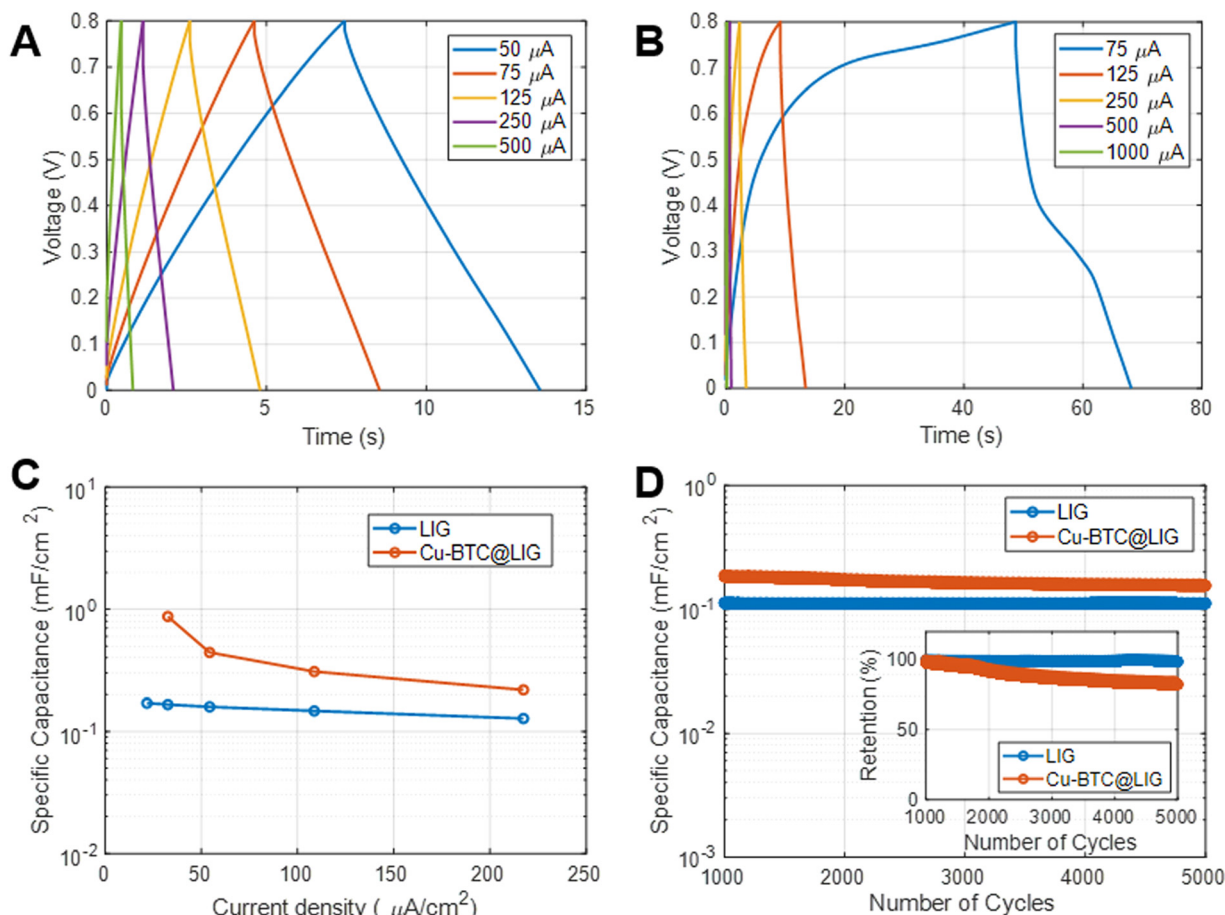 A
0.8
0.7
0.6
0.5
0.4
0.3
0.2
0.1
0
Voltage (V)
50 μA
75 μA
125 μA
250 μA
500 μA
0 5 10 15
Time (s)
B
0.8
0.7
0.6
0.5
0.4
0.3
0.2
0.1
0
Voltage (V)
75 μA
125 μA
250 μA
500 μA
1000 μA
0 20 40 60 80
Time (s)
C
10^1
10^0
10^-1
10^-2
Specific Capacitance (mF/cm^2)
LIG
Cu-BTC@LIG
0 50 100 150 200 250
Current density ( μA/cm^2)
D
10^0
10^-1
10^-2
10^-3
Specific Capacitance (mF/cm^2)
LIG
Cu-BTC@LIG
100
50
0
Retention (%)
LIG
Cu-BTC@LIG
1000 2000 3000 4000 5000
Number of Cycles
1000 2000 3000 4000 5000
Number of Cycles